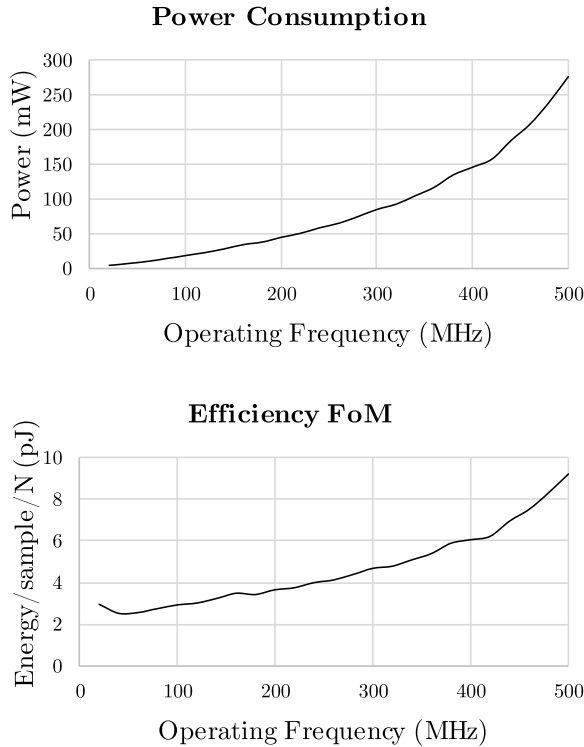 Power Consumption
Power (mW)
300
250
200
150
100
50
0
0 100 200 300 400 500
Operating Frequency (MHz)
Efficiency FoM
Energy/sample/N (pJ)
10
8
6
4
2
0
0 100 200 300 400 500
Operating Frequency (MHz)